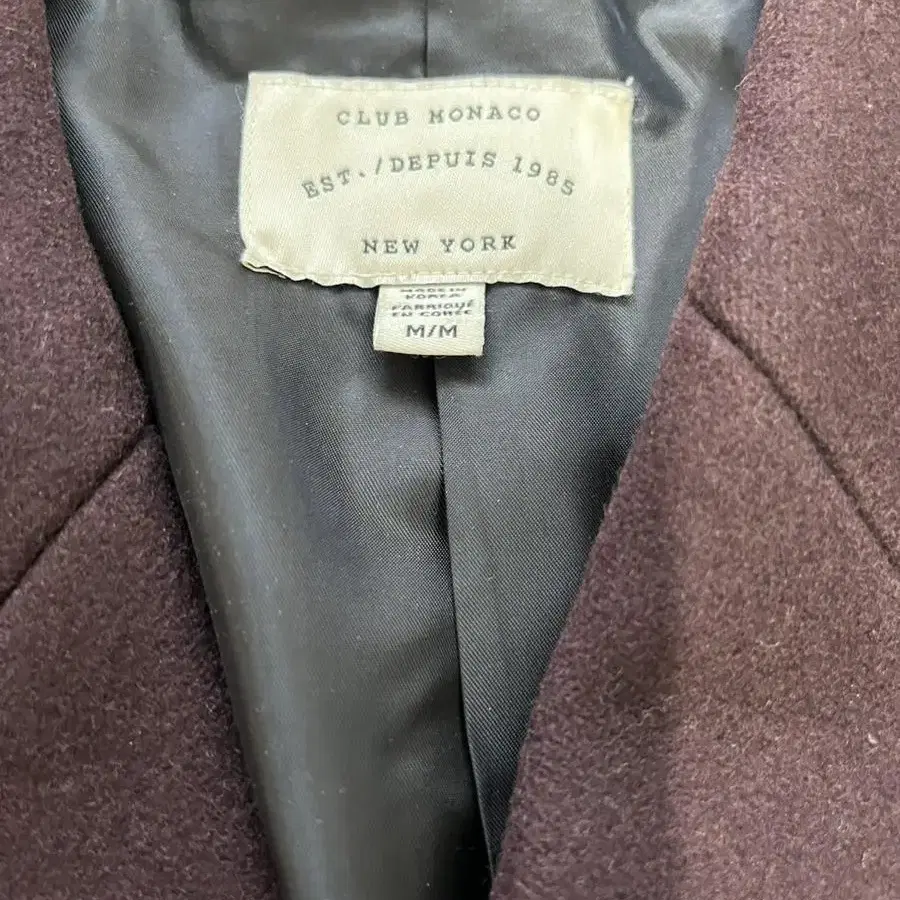 CLUB MONACO
EST./DEPUIS 1985
NEW YORK
MADE IN
KOREA
FABRIQUÉ
EN CORÉE
M/M